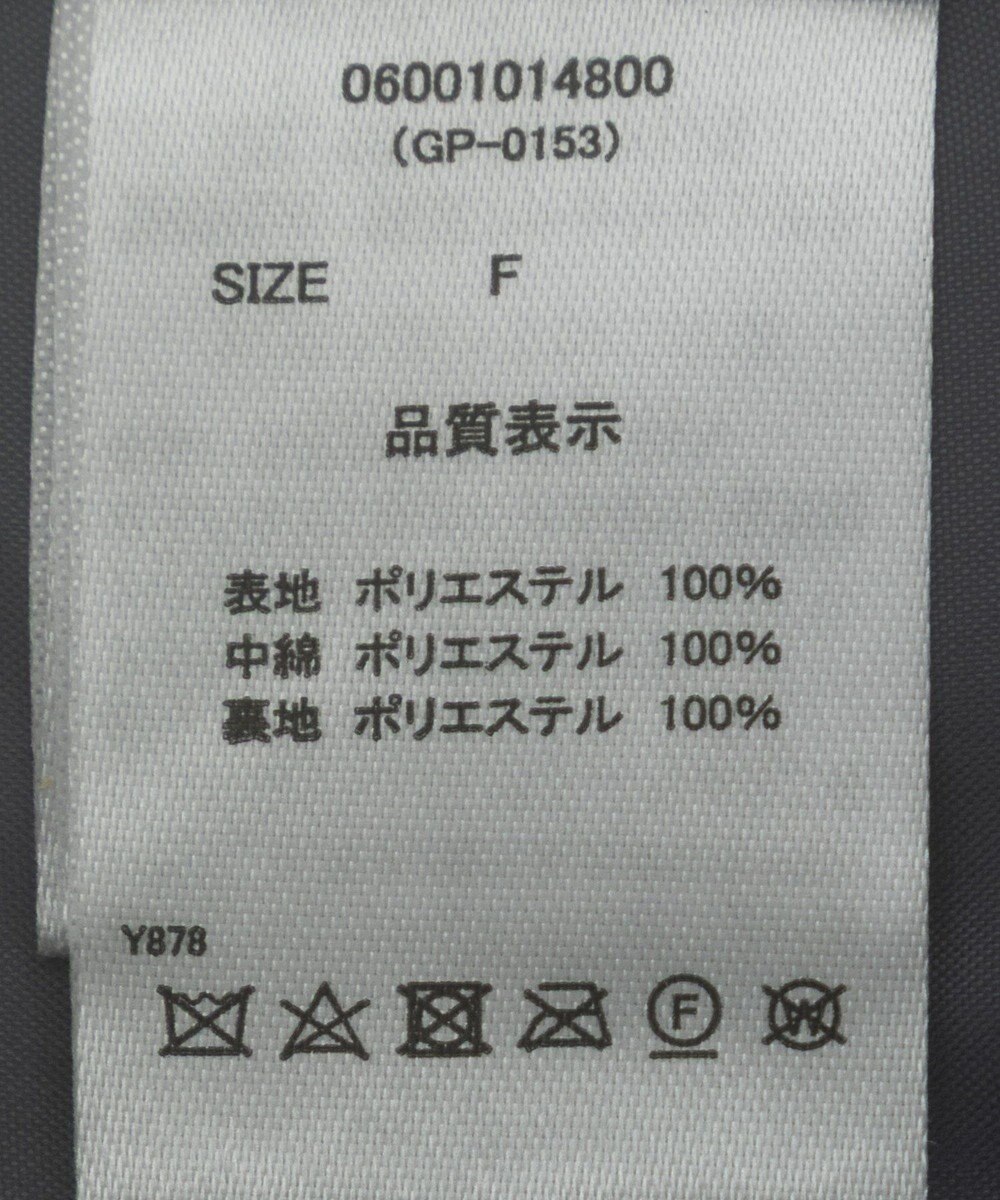 06001014800
(GP-0153)
SIZE F
品質表示
表地 ポリエステル 100%
中綿 ポリエステル 100%
裏地 ポリエステル 100%
Y878
F W